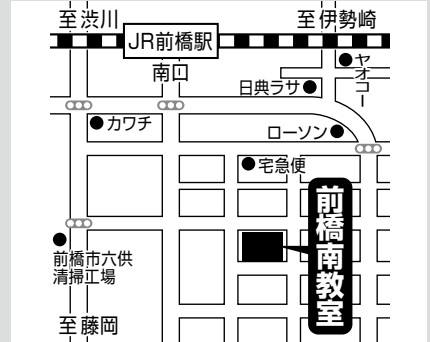 至渋川
至伊勢崎
JR前橋駅
南口
ヤオコー
日典ラサ
カワチ
ローソン
宅急便
前橋南教室
前橋市六供
清掃工場
至藤岡